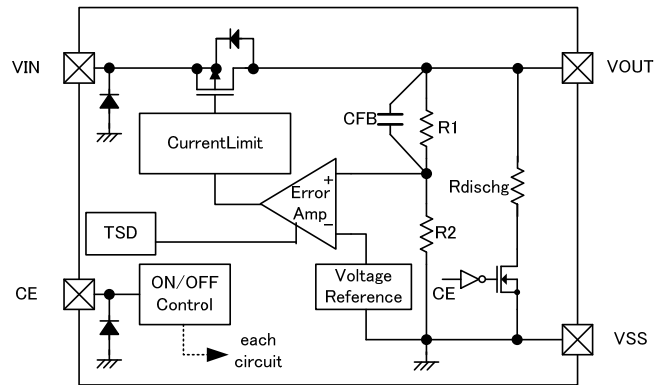 VIN
VOUT
CFB
R1
CurrentLimit
Rdischg
+
Error
Amp
−
TSD
R2
CE
ON/OFF
Control
Voltage
Reference
CE
each
circuit
VSS